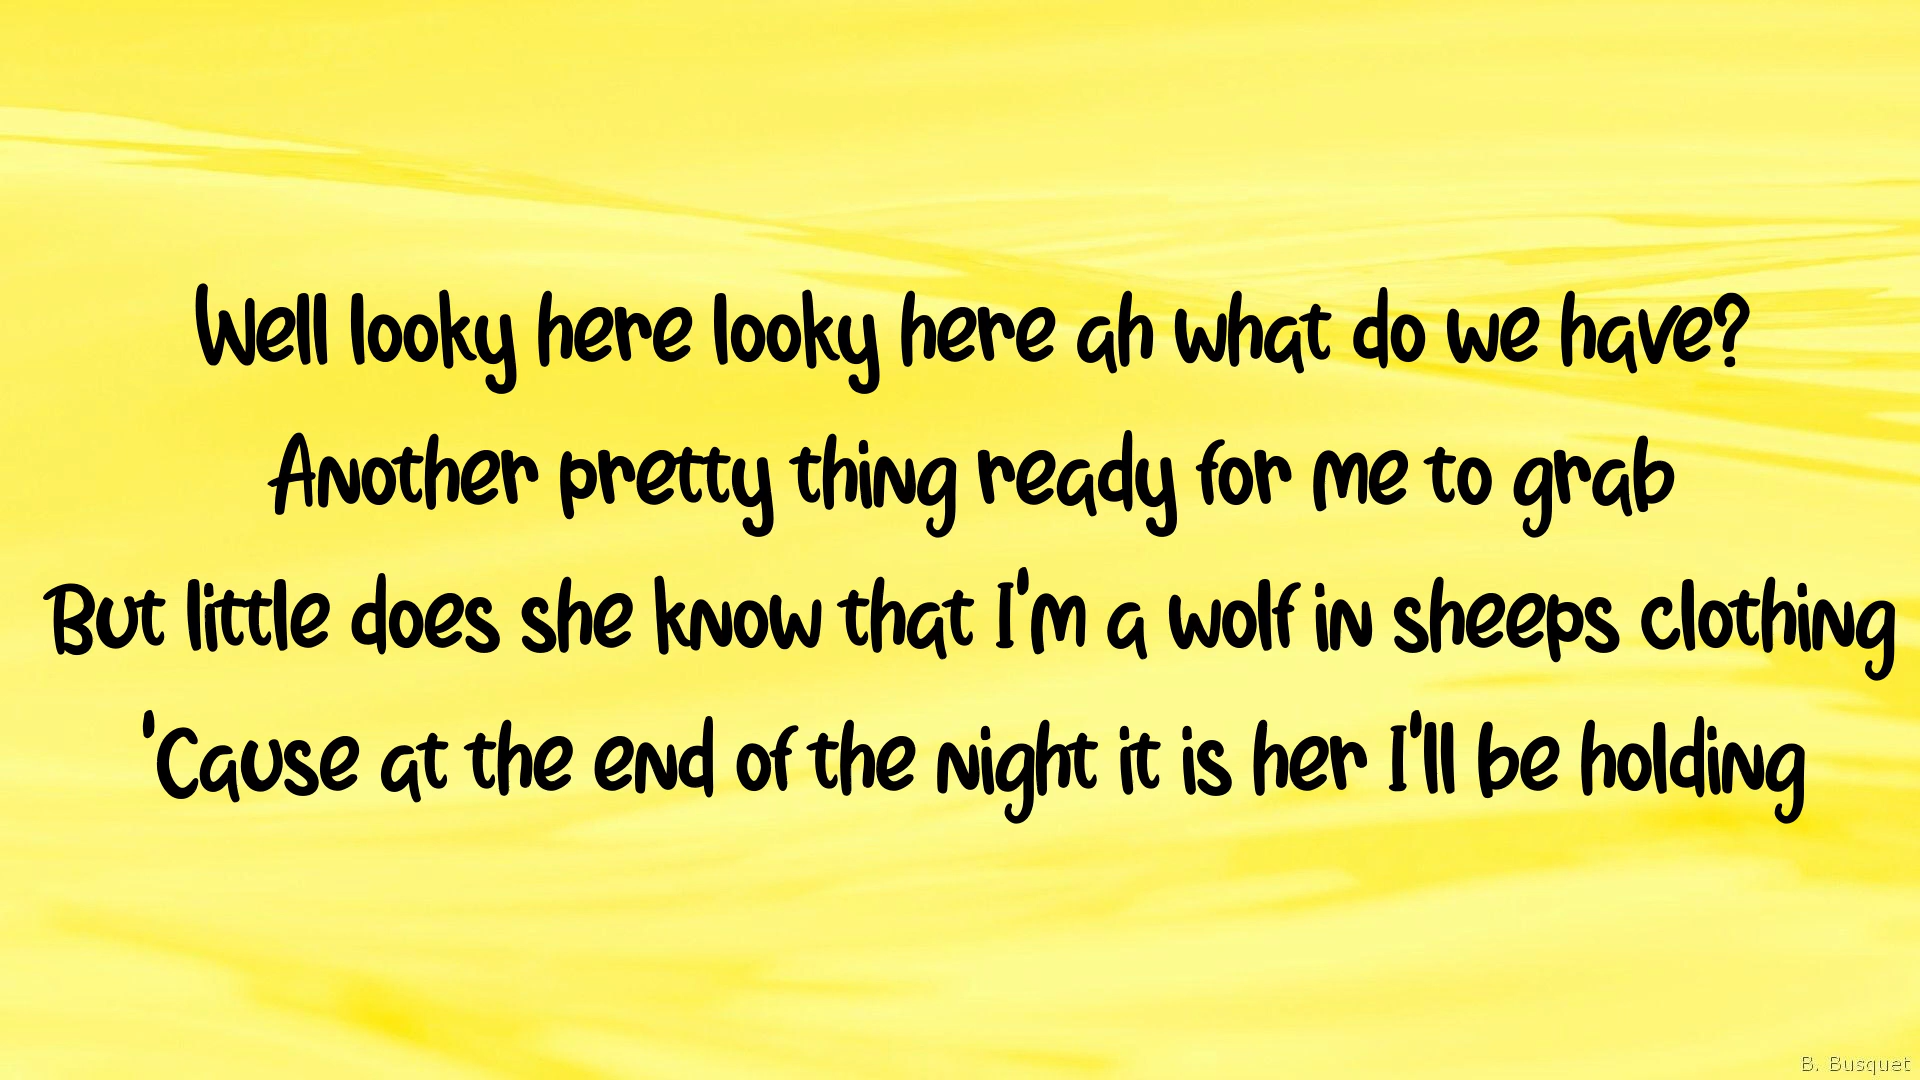 Well looky here looky here ah what do we have?
Another pretty thing ready for me to grab
But little does she know that I'm a wolf in sheeps clothing
'Cause at the end of the night it is her I'll be holding
B. Busquet